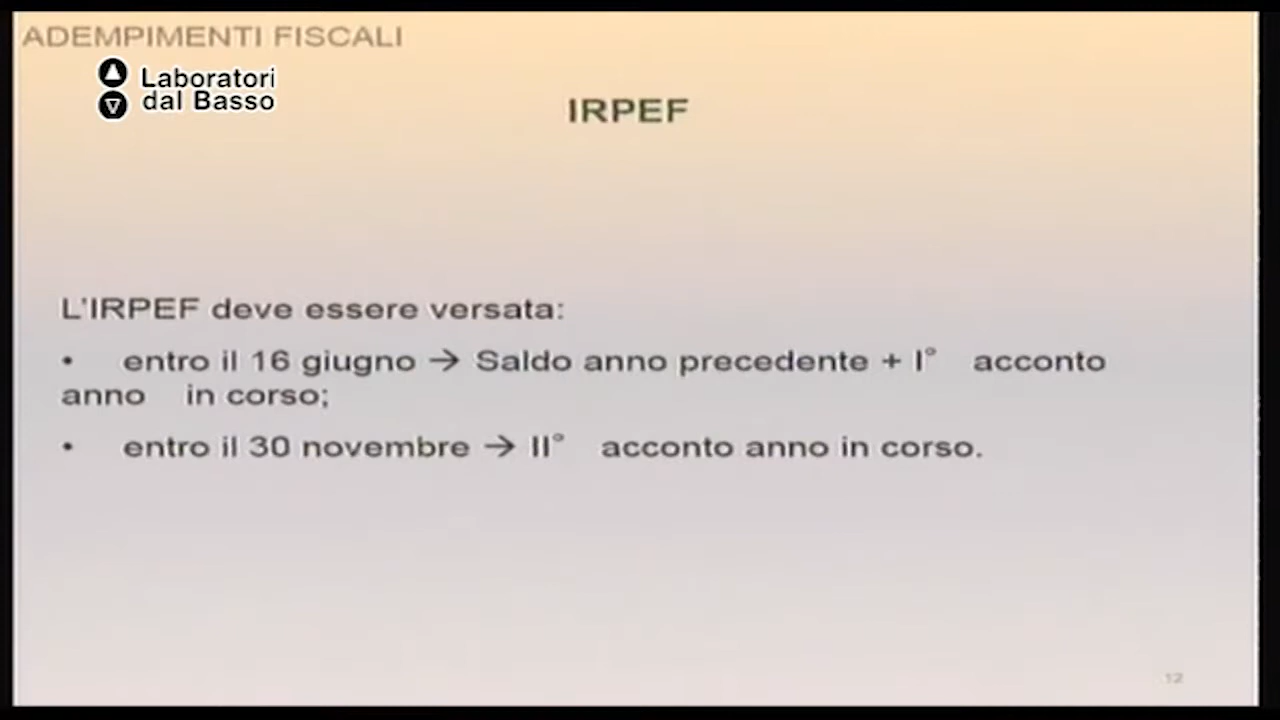 ADEMPIMENTI FISCALI
Laboratori
dal Basso
IRPEF
L'IRPEF deve essere versata:
• entro il 16 giugno → Saldo anno precedente + I° acconto
anno in corso;
• entro il 30 novembre → II° acconto anno in corso.
12